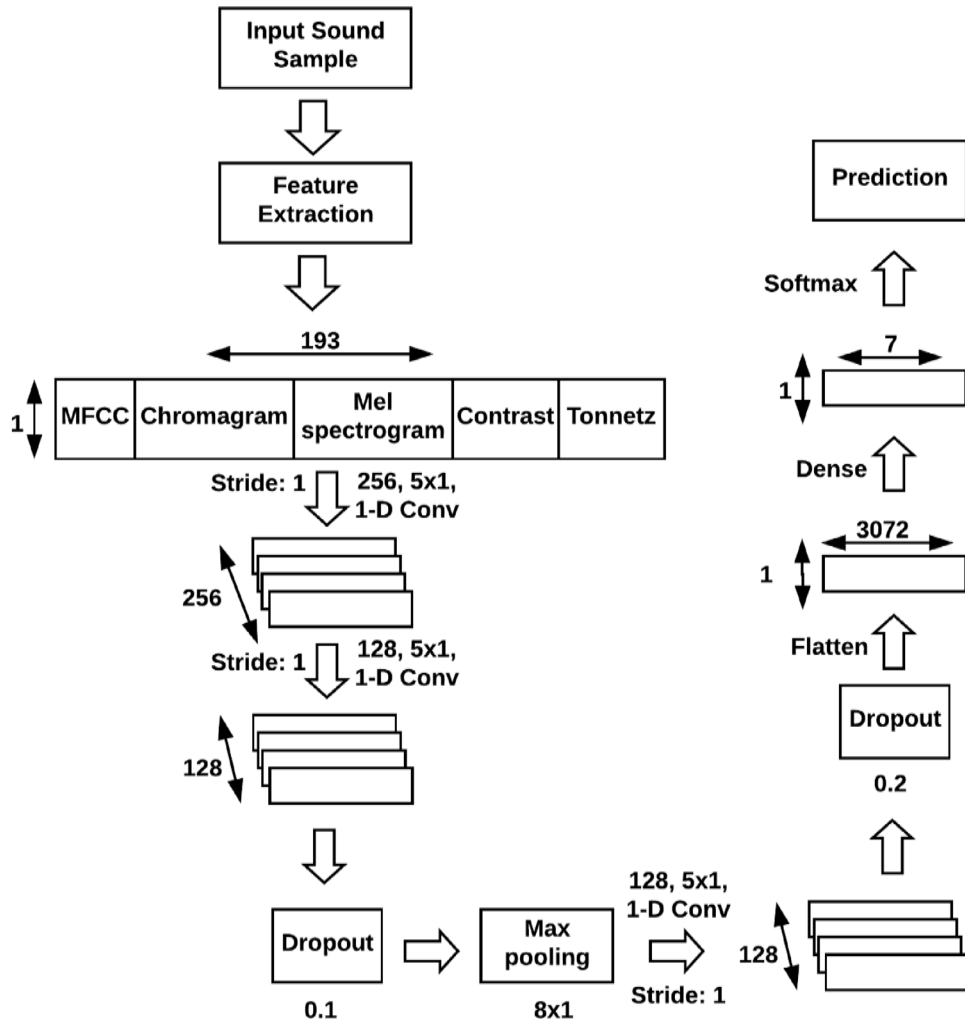 Input Sound
Sample
Feature
Extraction
193
1
MFCC
Chromagram
Mel
spectrogram
Contrast
Tonnetz
Stride: 1
256, 5x1,
1-D Conv
256
Stride: 1
128, 5x1,
1-D Conv
128
Dropout
0.1
Max
pooling
8x1
128, 5x1,
1-D Conv
Stride: 1
128
Dropout
0.2
Flatten
3072
1
Dense
7
1
Softmax
Prediction